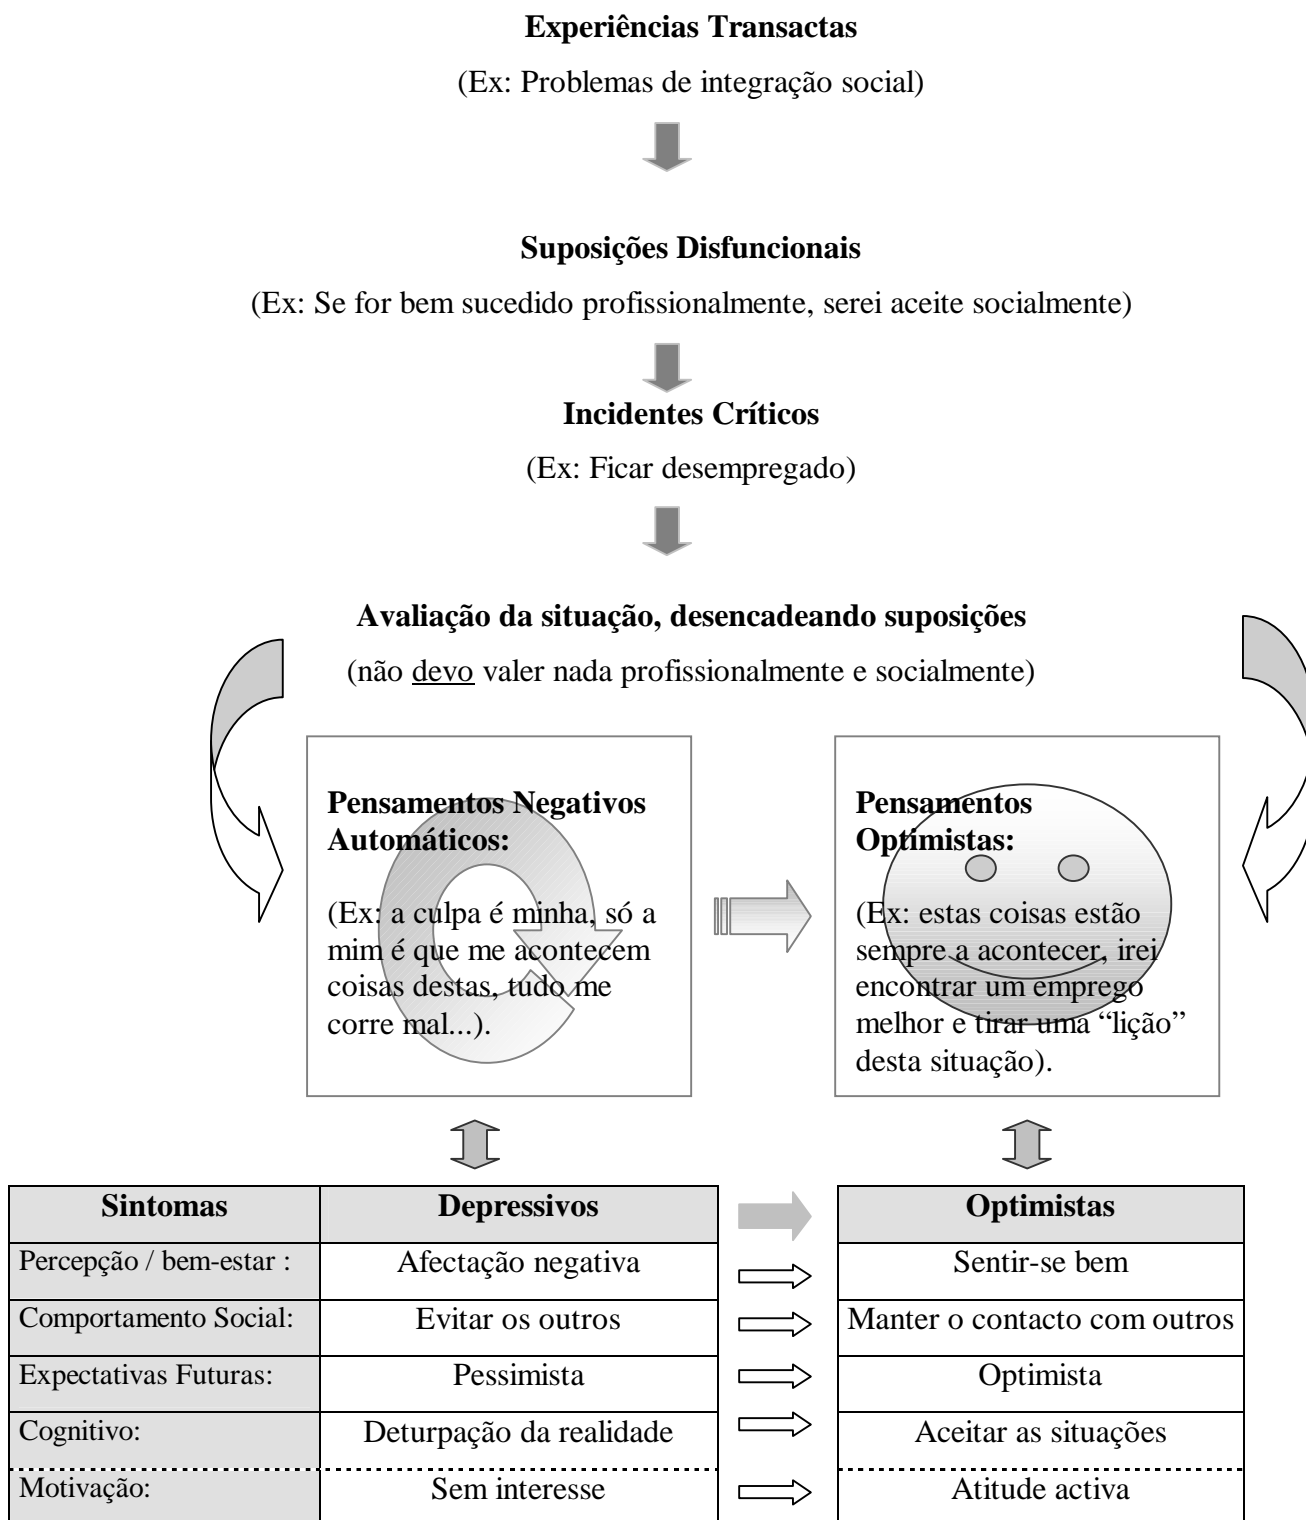 Experiências Transactas
(Ex: Problemas de integração social)
Suposições Disfuncionais
(Ex: Se for bem sucedido profissionalmente, serei aceite socialmente)
Incidentes Críticos
(Ex: Ficar desempregado)
Avaliação da situação, desencadeando suposições
(não devo valer nada profissionalmente e socialmente)
Pensamentos Negativos
Automáticos:
(Ex: a culpa é minha, só a
mim é que me acontecem
coisas destas, tudo me
corre mal...).
Pensamentos
Optimistas:
(Ex: estas coisas estão
sempre a acontecer, irei
encontrar um emprego
melhor e tirar uma “lição”
desta situação).
Sintomas Depressivos Optimistas
Percepção / bem-estar : Afectação negativa Sentir-se bem
Comportamento Social: Evitar os outros Manter o contacto com outros
Expectativas Futuras: Pessimista Optimista
Cognitivo: Deturpação da realidade Aceitar as situações
Motivação: Sem interesse Atitude activa